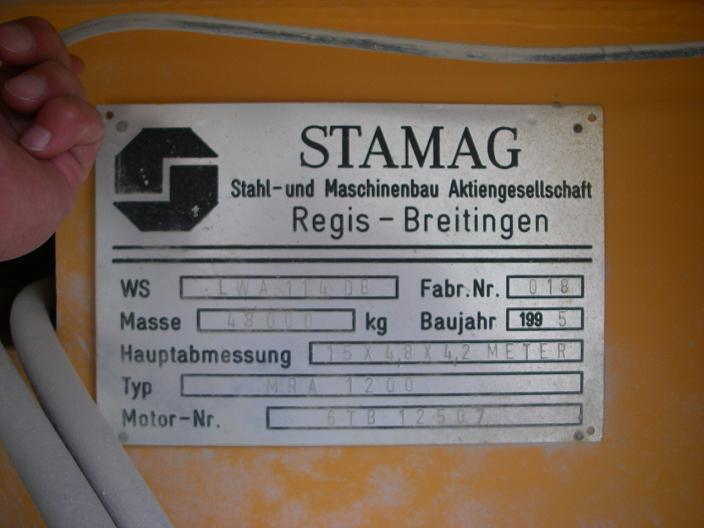 STAMAG
Stahl-und Maschinenbau Aktiengesellschaft
Regis-Breitingen
WS LWA 114 DB Fabr.Nr. 018
Masse 48000 kg Baujahr 1995
Hauptabmessung 15 X 4,8 X 4,2 METER
Typ MRA 1200
Motor-Nr. 6TB 12507